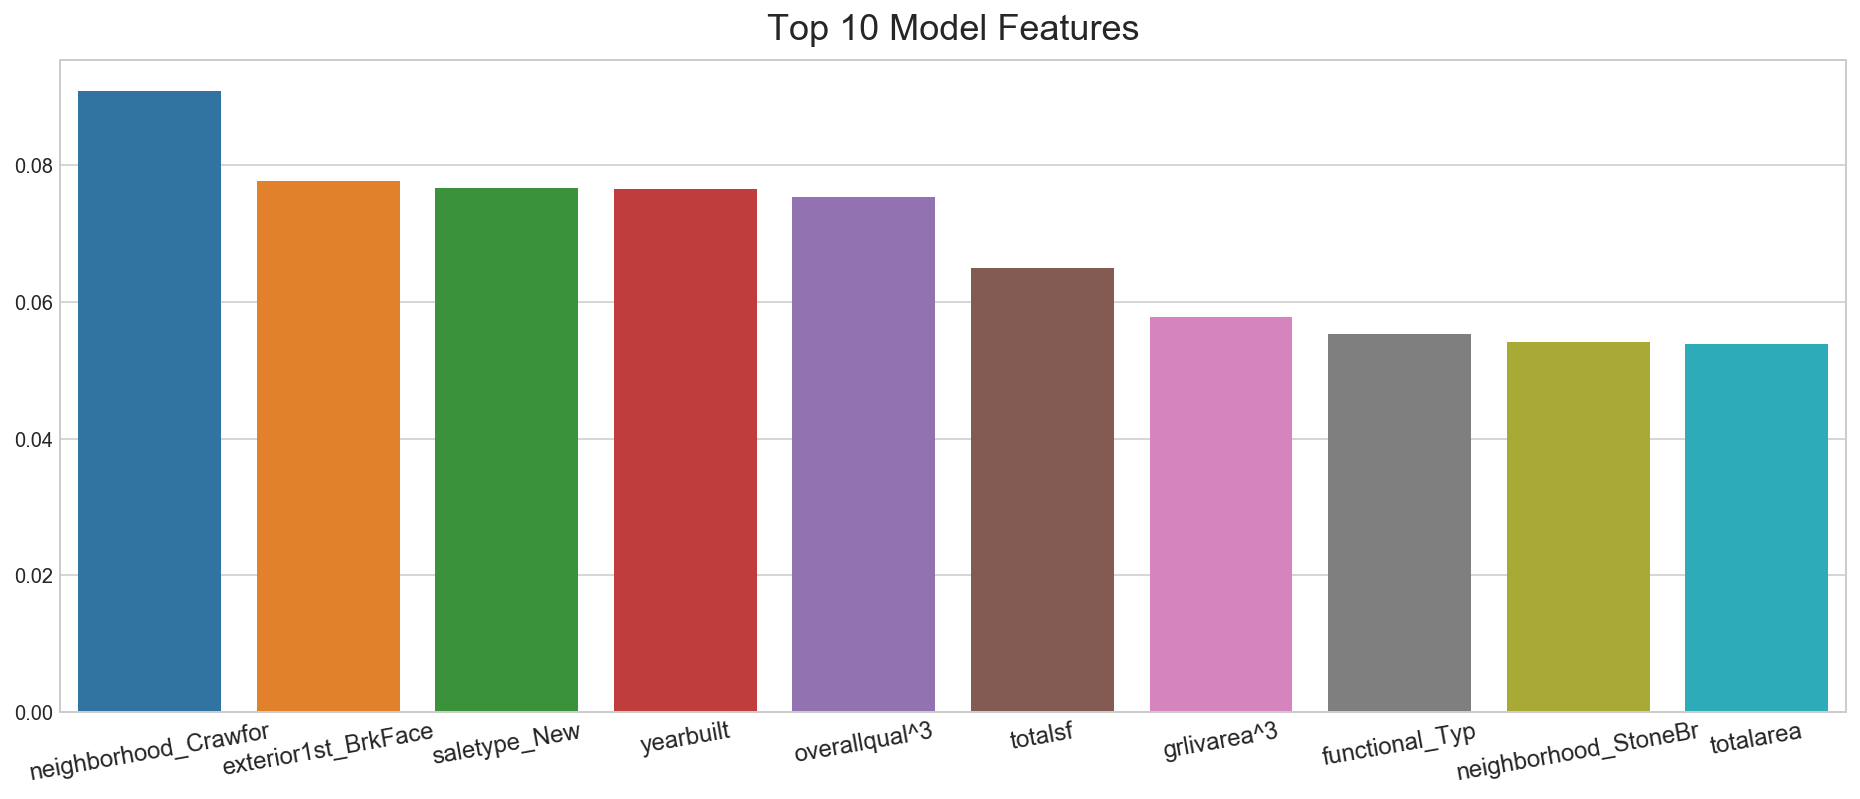 Top 10 Model Features
0.08
0.06
0.04
0.02
0.00
neighborhood_Crawfor
exterior1st_BrkFace
saletype_New
yearbuilt
overallqual^3
totalsf
grlivarea^3
functional_Typ
neighborhood_StoneBr
totalarea